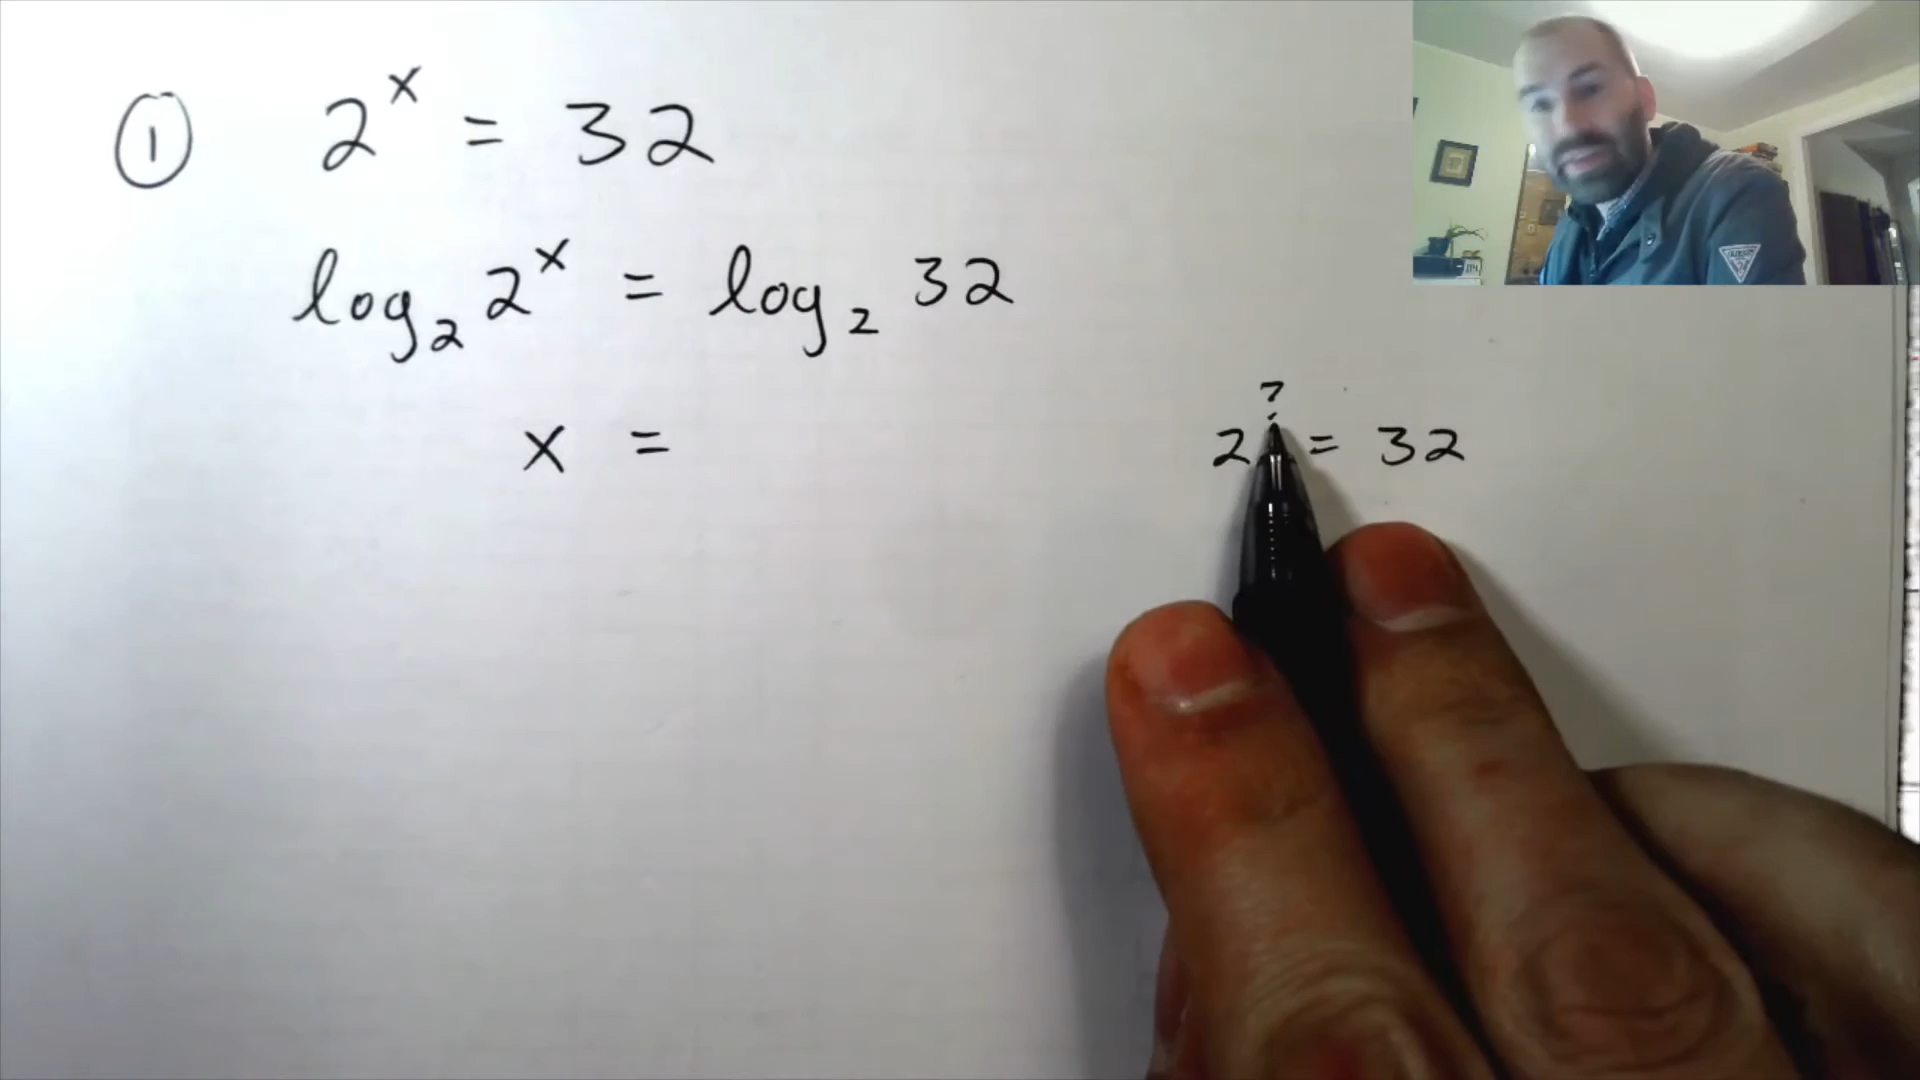 ① 2^x = 32
log₂ 2^x = log₂ 32
x =
2^? = 32